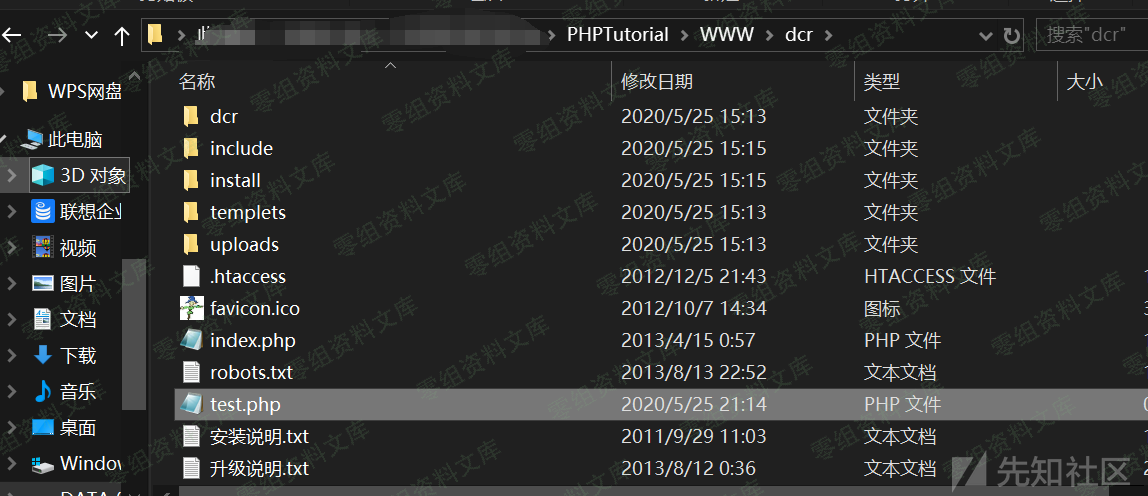 PHPTutorial > WWW > dcr >
搜索"dcr"
名称 修改日期 类型 大小
WPS网盘
此电脑
3D 对象
联想企业
视频
图片
文档
下载
音乐
桌面
Window
dcr 2020/5/25 15:13 文件夹
include 2020/5/25 15:15 文件夹
install 2020/5/25 15:15 文件夹
templets 2020/5/25 15:13 文件夹
uploads 2020/5/25 15:13 文件夹
.htaccess 2012/12/5 21:43 HTACCESS 文件
favicon.ico 2012/10/7 14:34 图标
index.php 2013/4/15 0:57 PHP 文件
robots.txt 2013/8/13 22:52 文本文档
test.php 2020/5/25 21:14 PHP 文件
安装说明.txt 2011/9/29 11:03 文本文档
升级说明.txt 2013/8/12 0:36 文本文档
零组资料文库
先知社区